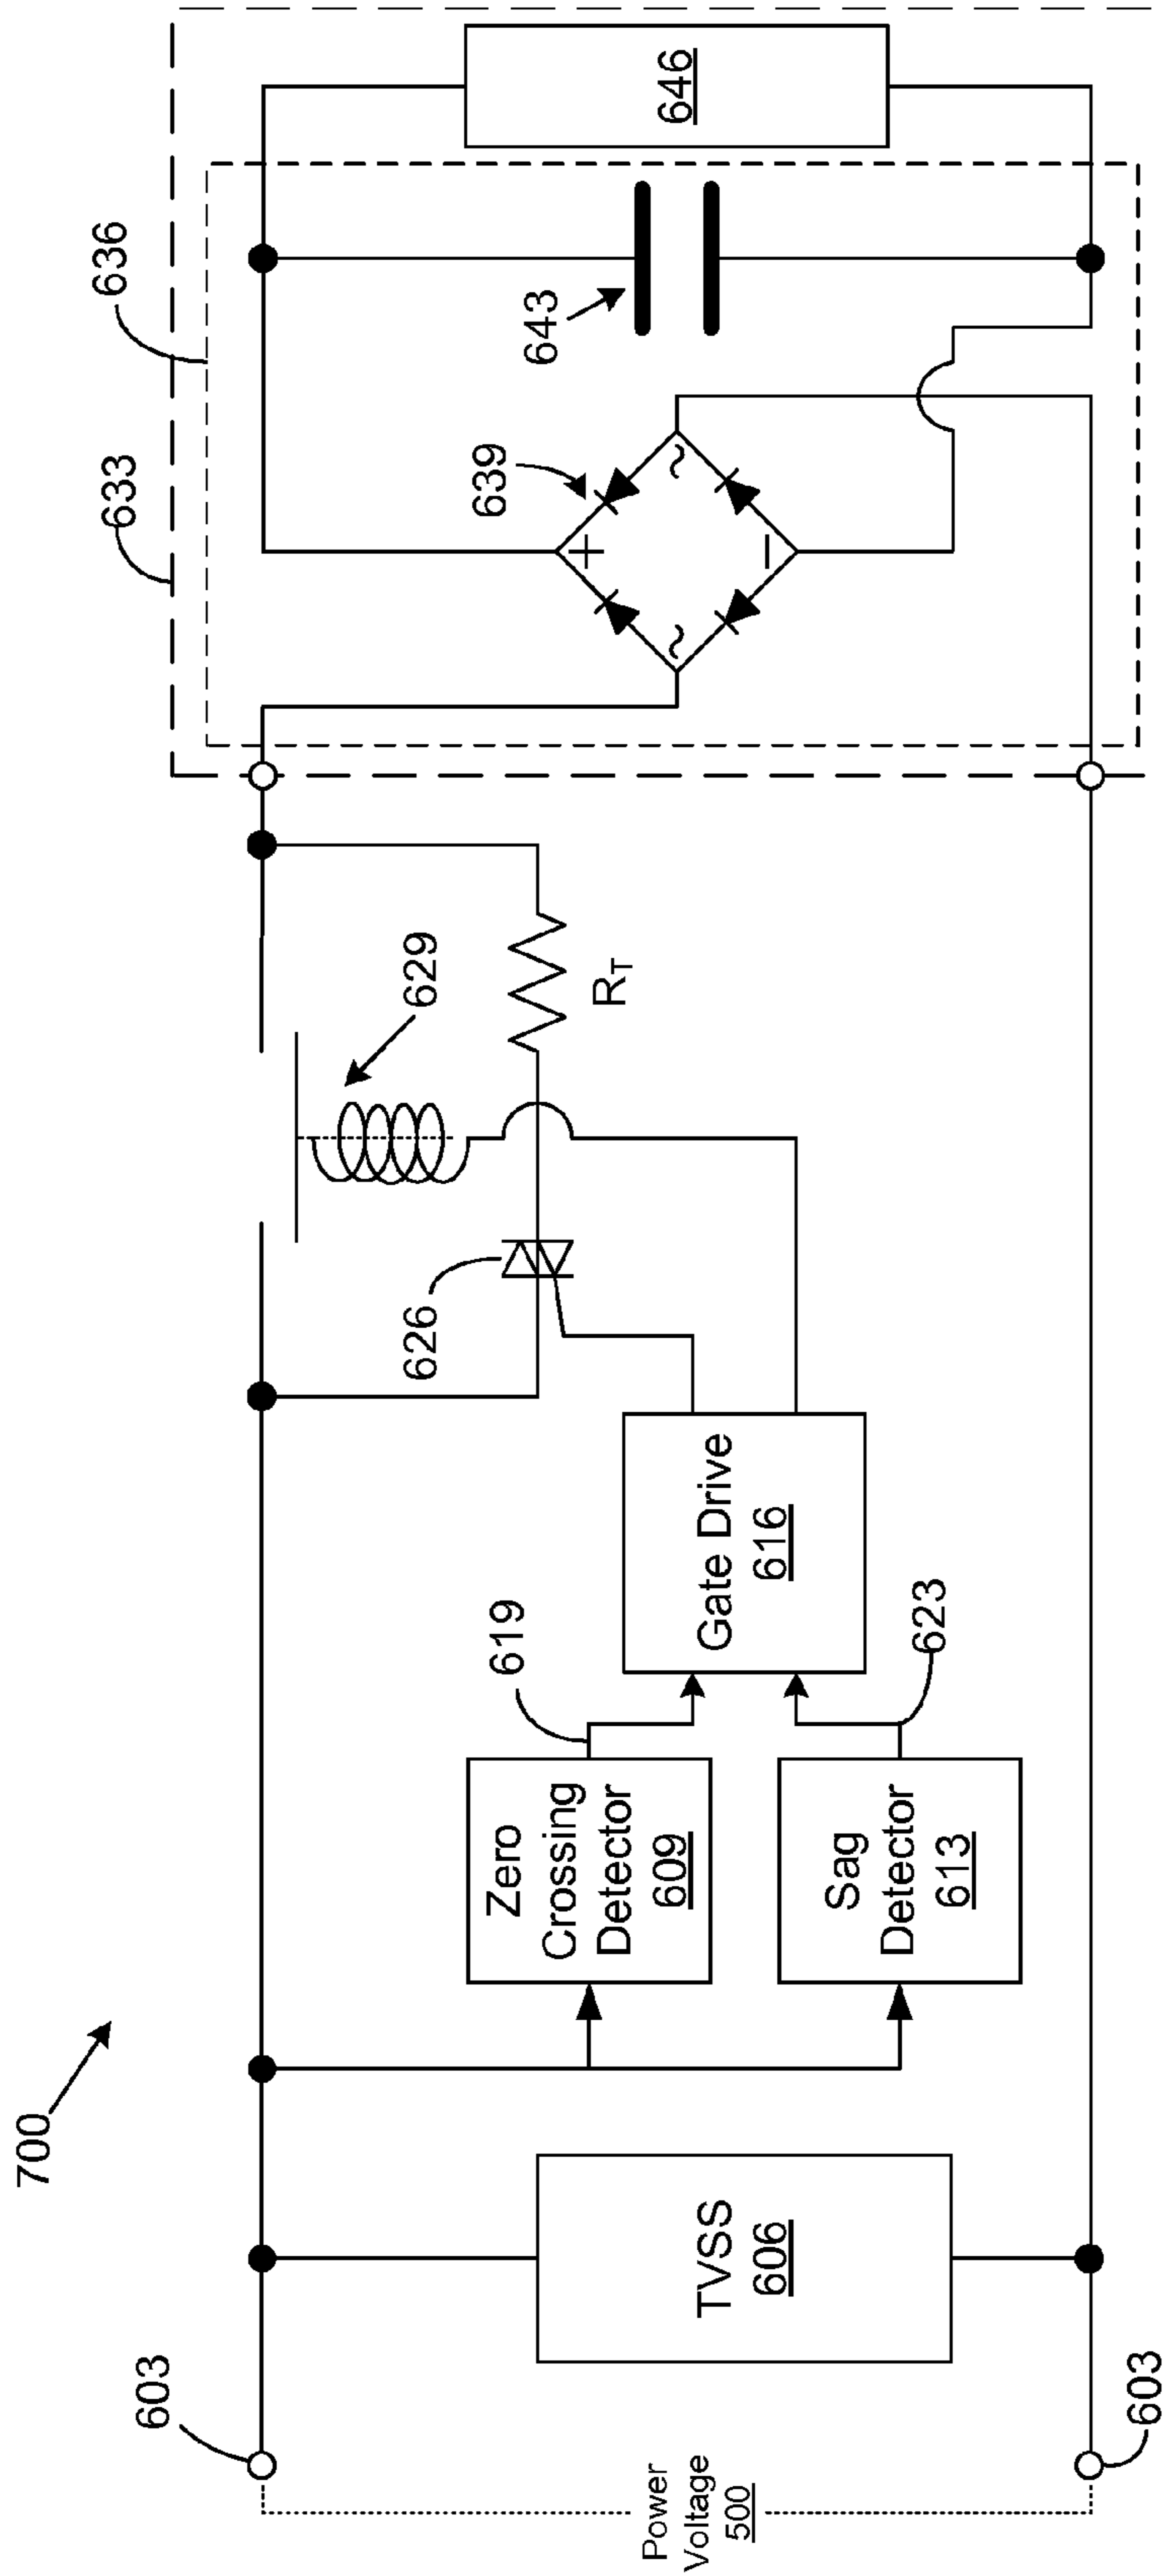 700
603
Power
Voltage
500
603
TVSS
606
Zero
Crossing
Detector
609
Sag
Detector
613
619
623
Gate Drive
616
626
629
RT
633
636
639
+
~
~
−
643
646